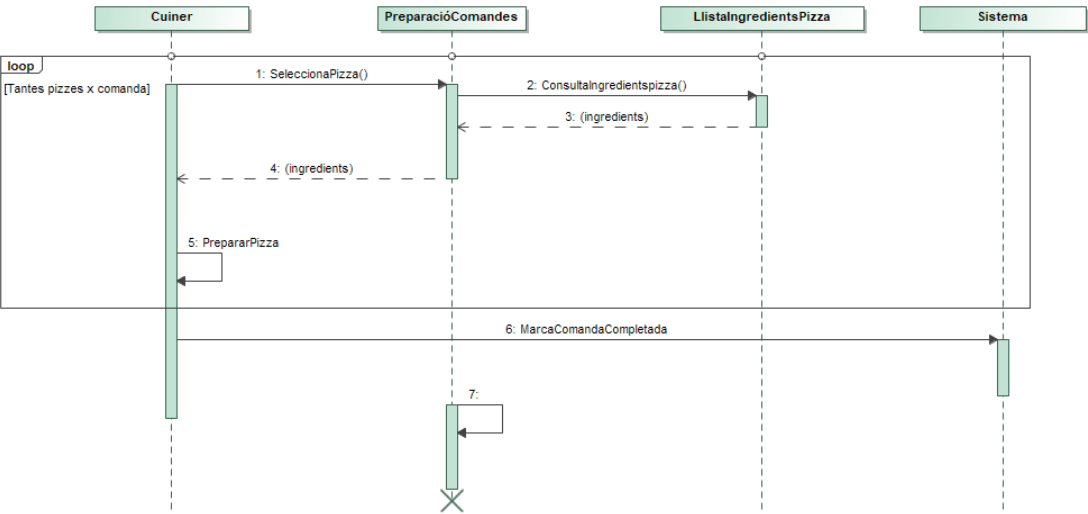 Cuiner
PreparacióComandes
LlistaIngredientsPizza
Sistema
loop
[Tantes pizzes x comanda]
1: SeleccionaPizza()
2: ConsultaIngredientspizza()
3: (ingredients)
4: (ingredients)
5: PrepararPizza
6: MarcaComandaCompletada
7: